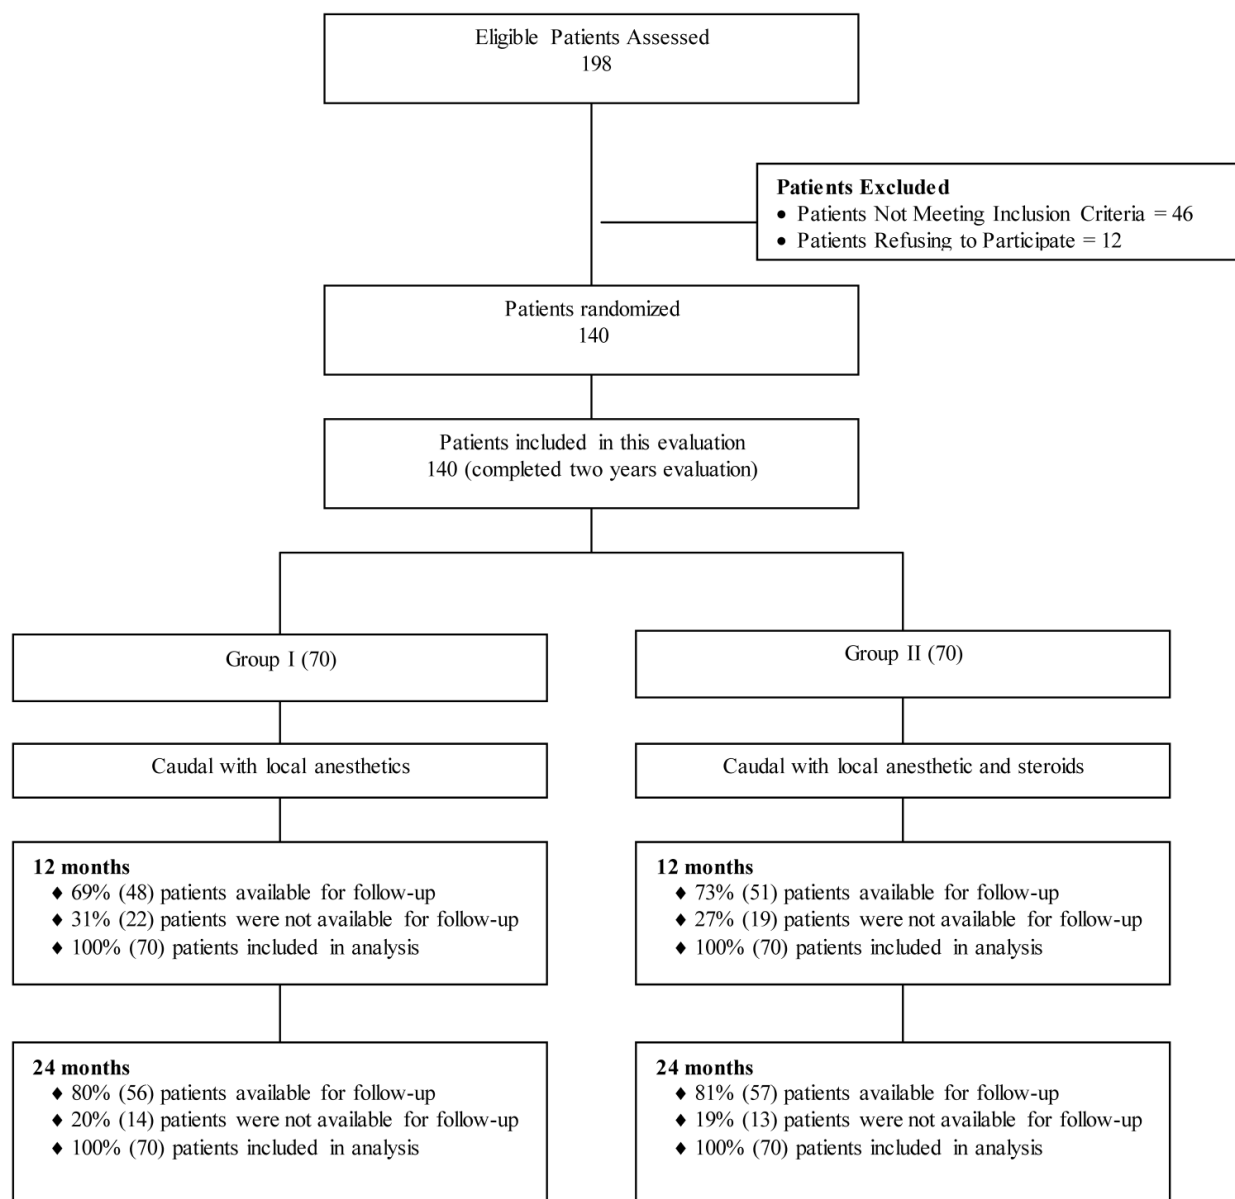 Eligible Patients Assessed
198
Patients Excluded
• Patients Not Meeting Inclusion Criteria = 46
• Patients Refusing to Participate = 12
Patients randomized
140
Patients included in this evaluation
140 (completed two years evaluation)
Group I (70)
Group II (70)
Caudal with local anesthetics
Caudal with local anesthetic and steroids
12 months
♦ 69% (48) patients available for follow-up
♦ 31% (22) patients were not available for follow-up
♦ 100% (70) patients included in analysis
12 months
♦ 73% (51) patients available for follow-up
♦ 27% (19) patients were not available for follow-up
♦ 100% (70) patients included in analysis
24 months
♦ 80% (56) patients available for follow-up
♦ 20% (14) patients were not available for follow-up
♦ 100% (70) patients included in analysis
24 months
♦ 81% (57) patients available for follow-up
♦ 19% (13) patients were not available for follow-up
♦ 100% (70) patients included in analysis